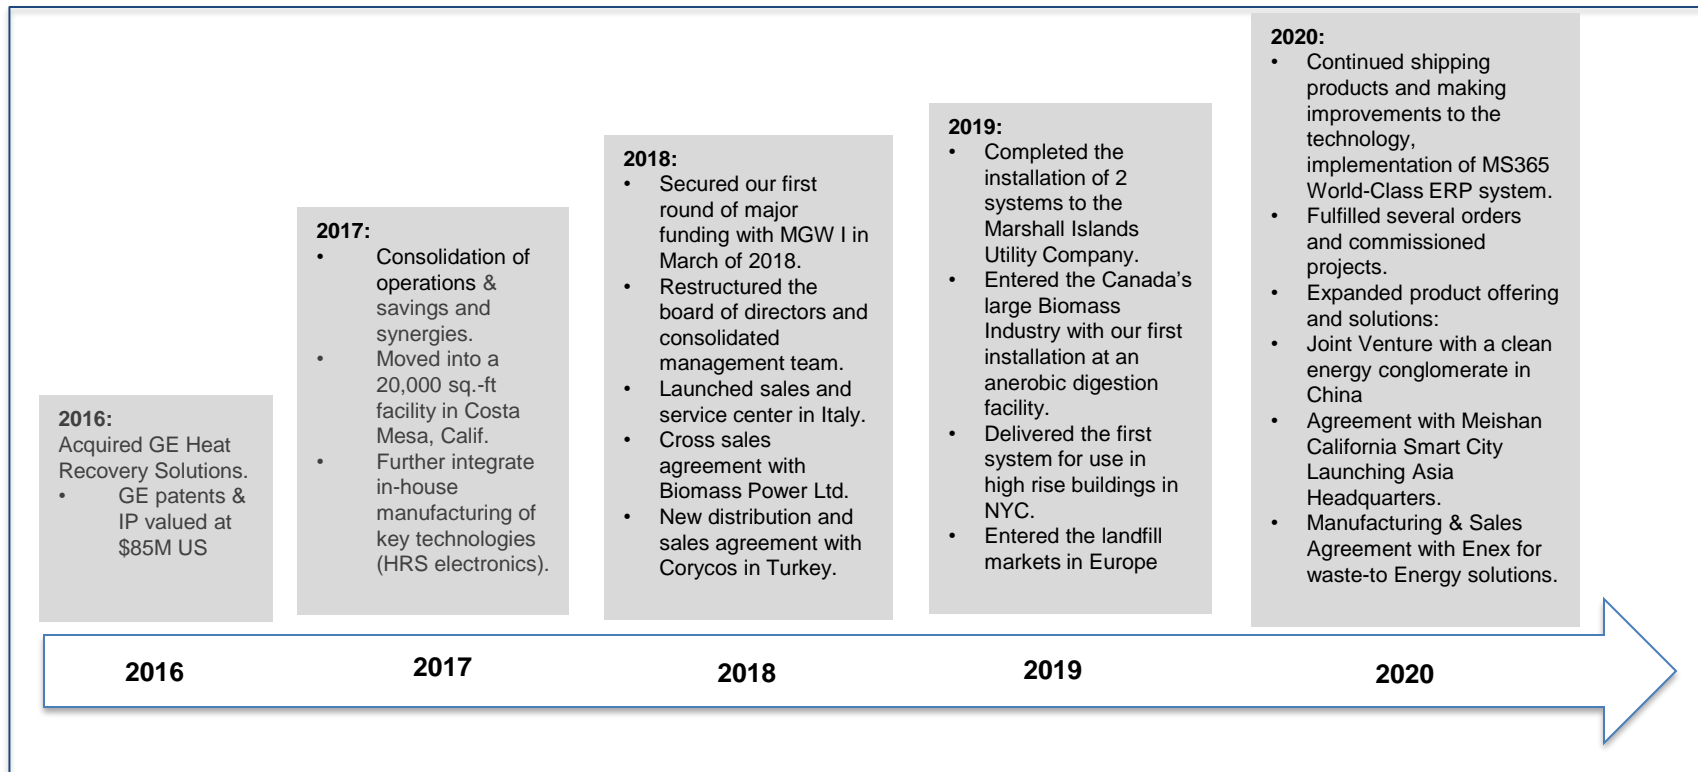 2016:
Acquired GE Heat
Recovery Solutions.
• GE patents &
IP valued at
$85M US
2017:
• Consolidation of
operations &
savings and
synergies.
• Moved into a
20,000 sq.-ft
facility in Costa
Mesa, Calif.
• Further integrate
in-house
manufacturing of
key technologies
(HRS electronics).
2018:
• Secured our first
round of major
funding with MGW I in
March of 2018.
• Restructured the
board of directors and
consolidated
management team.
• Launched sales and
service center in Italy.
• Cross sales
agreement with
Biomass Power Ltd.
• New distribution and
sales agreement with
Corycos in Turkey.
2019:
• Completed the
installation of 2
systems to the
Marshall Islands
Utility Company.
• Entered the Canada’s
large Biomass
Industry with our first
installation at an
anerobic digestion
facility.
• Delivered the first
system for use in
high rise buildings in
NYC.
• Entered the landfill
markets in Europe
2020:
• Continued shipping
products and making
improvements to the
technology,
implementation of MS365
World-Class ERP system.
• Fulfilled several orders
and commissioned
projects.
• Expanded product offering
and solutions:
• Joint Venture with a clean
energy conglomerate in
China
• Agreement with Meishan
California Smart City
Launching Asia
Headquarters.
• Manufacturing & Sales
Agreement with Enex for
waste-to Energy solutions.
2016
2017
2018
2019
2020